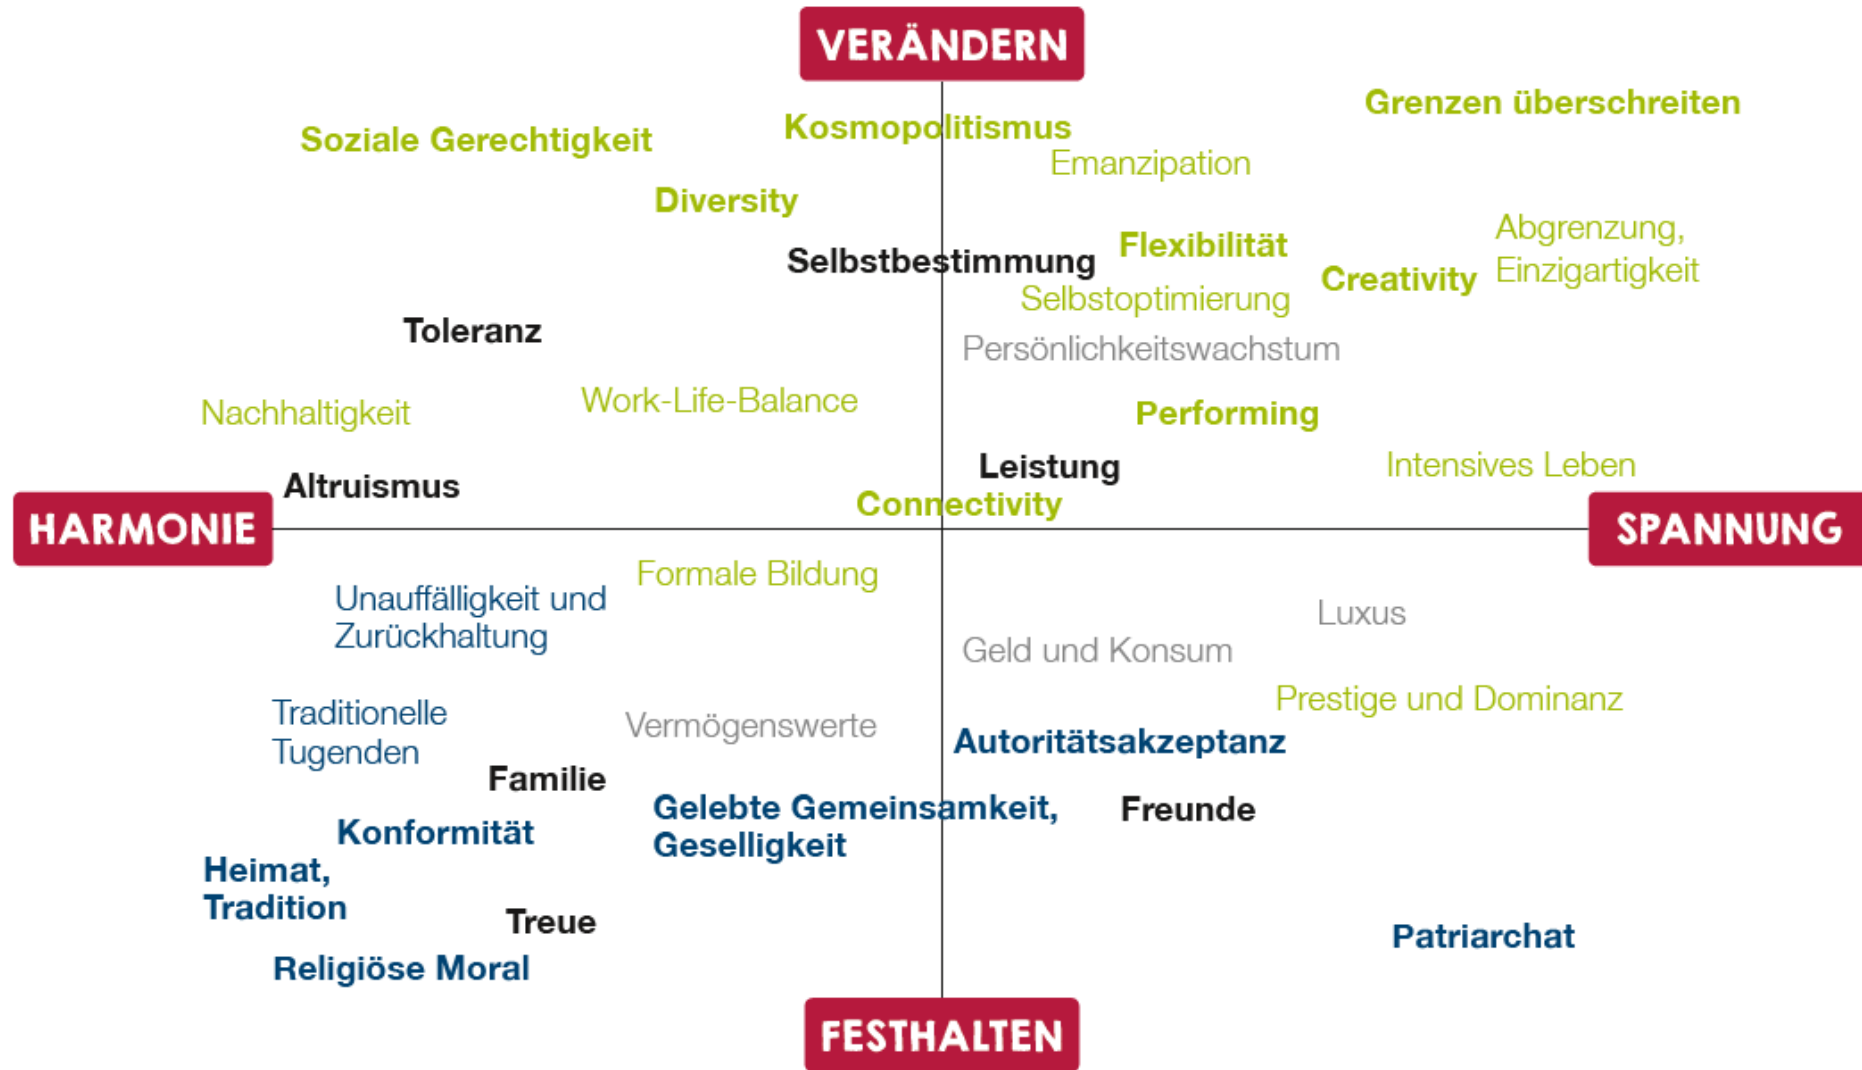 VERÄNDERN
Grenzen überschreiten
Kosmopolitismus
Soziale Gerechtigkeit
Emanzipation
Diversity
Abgrenzung,
Einzigartigkeit
Flexibilität
Selbstbestimmung
Creativity
Selbstoptimierung
Toleranz
Persönlichkeitswachstum
Work-Life-Balance
Nachhaltigkeit
Performing
Intensives Leben
Leistung
Altruismus
Connectivity
HARMONIE
SPANNUNG
Formale Bildung
Unauffälligkeit und
Zurückhaltung
Luxus
Geld und Konsum
Prestige und Dominanz
Traditionelle
Tugenden
Vermögenswerte
Autoritätsakzeptanz
Familie
Gelebte Gemeinsamkeit,
Geselligkeit
Freunde
Konformität
Heimat,
Tradition
Treue
Patriarchat
Religiöse Moral
FESTHALTEN